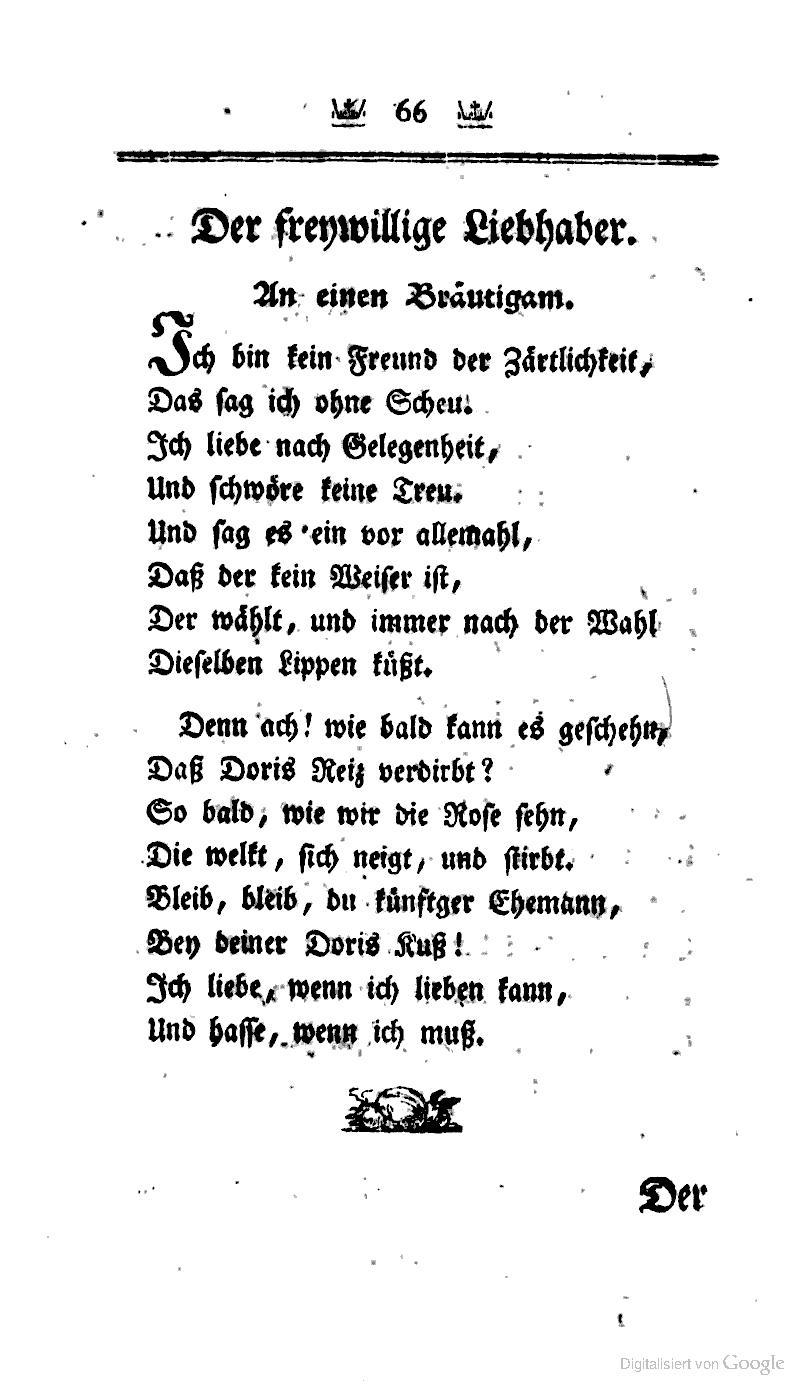 66
Der freywillige Liebhaber.
An einen Bräutigam.
Ich bin kein Freund der Zärtlichkeit,
Das sag ich ohne Scheu.
Ich liebe nach Gelegenheit,
Und schwöre keine Treu.
Und sag es ein vor allemahl,
Daß der kein Weiser ist,
Der wählt, und immer nach der Wahl
Dieselben Lippen küßt.
Denn ach! wie bald kann es geschehn,
Daß Doris Reiz verdirbt?
So bald, wie wir die Rose sehn,
Die welkt, sich neigt, und stirbt.
Bleib, bleib, du künftger Ehemann,
Bey deiner Doris Kuß!
Ich liebe, wenn ich lieben kann,
Und hasse, wenn ich muß.
Der
Digitalisiert von Google